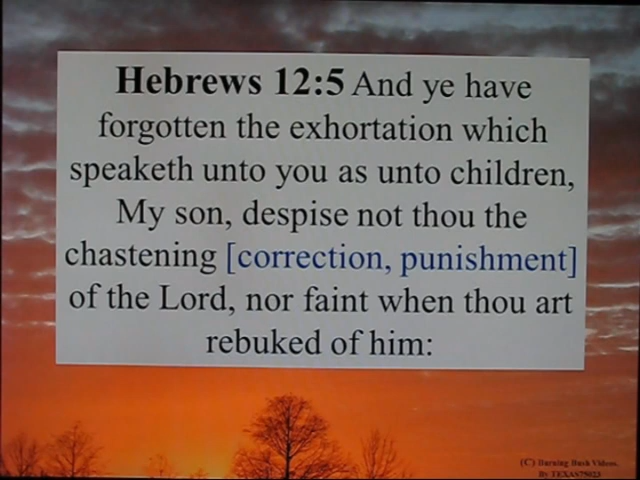 Hebrews 12:5 And ye have
forgotten the exhortation which
speaketh unto you as unto children,
My son, despise not thou the
chastening [correction, punishment]
of the Lord, nor faint when thou art
rebuked of him:
(C) Burning Bush Videos.
By TEXAS75023